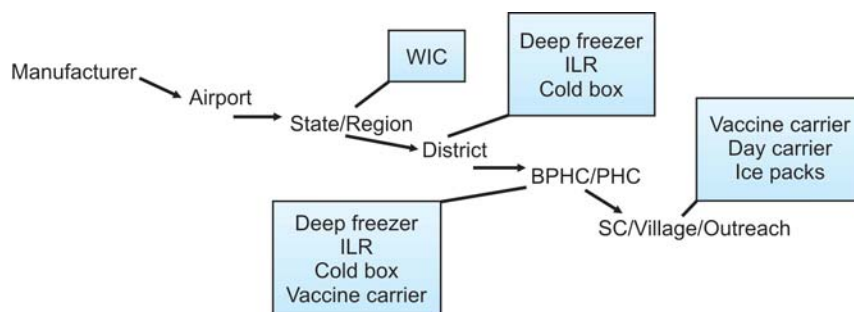 Manufacturer
Airport
State/Region
WIC
District
Deep freezer
ILR
Cold box
BPHC/PHC
Deep freezer
ILR
Cold box
Vaccine carrier
SC/Village/Outreach
Vaccine carrier
Day carrier
Ice packs